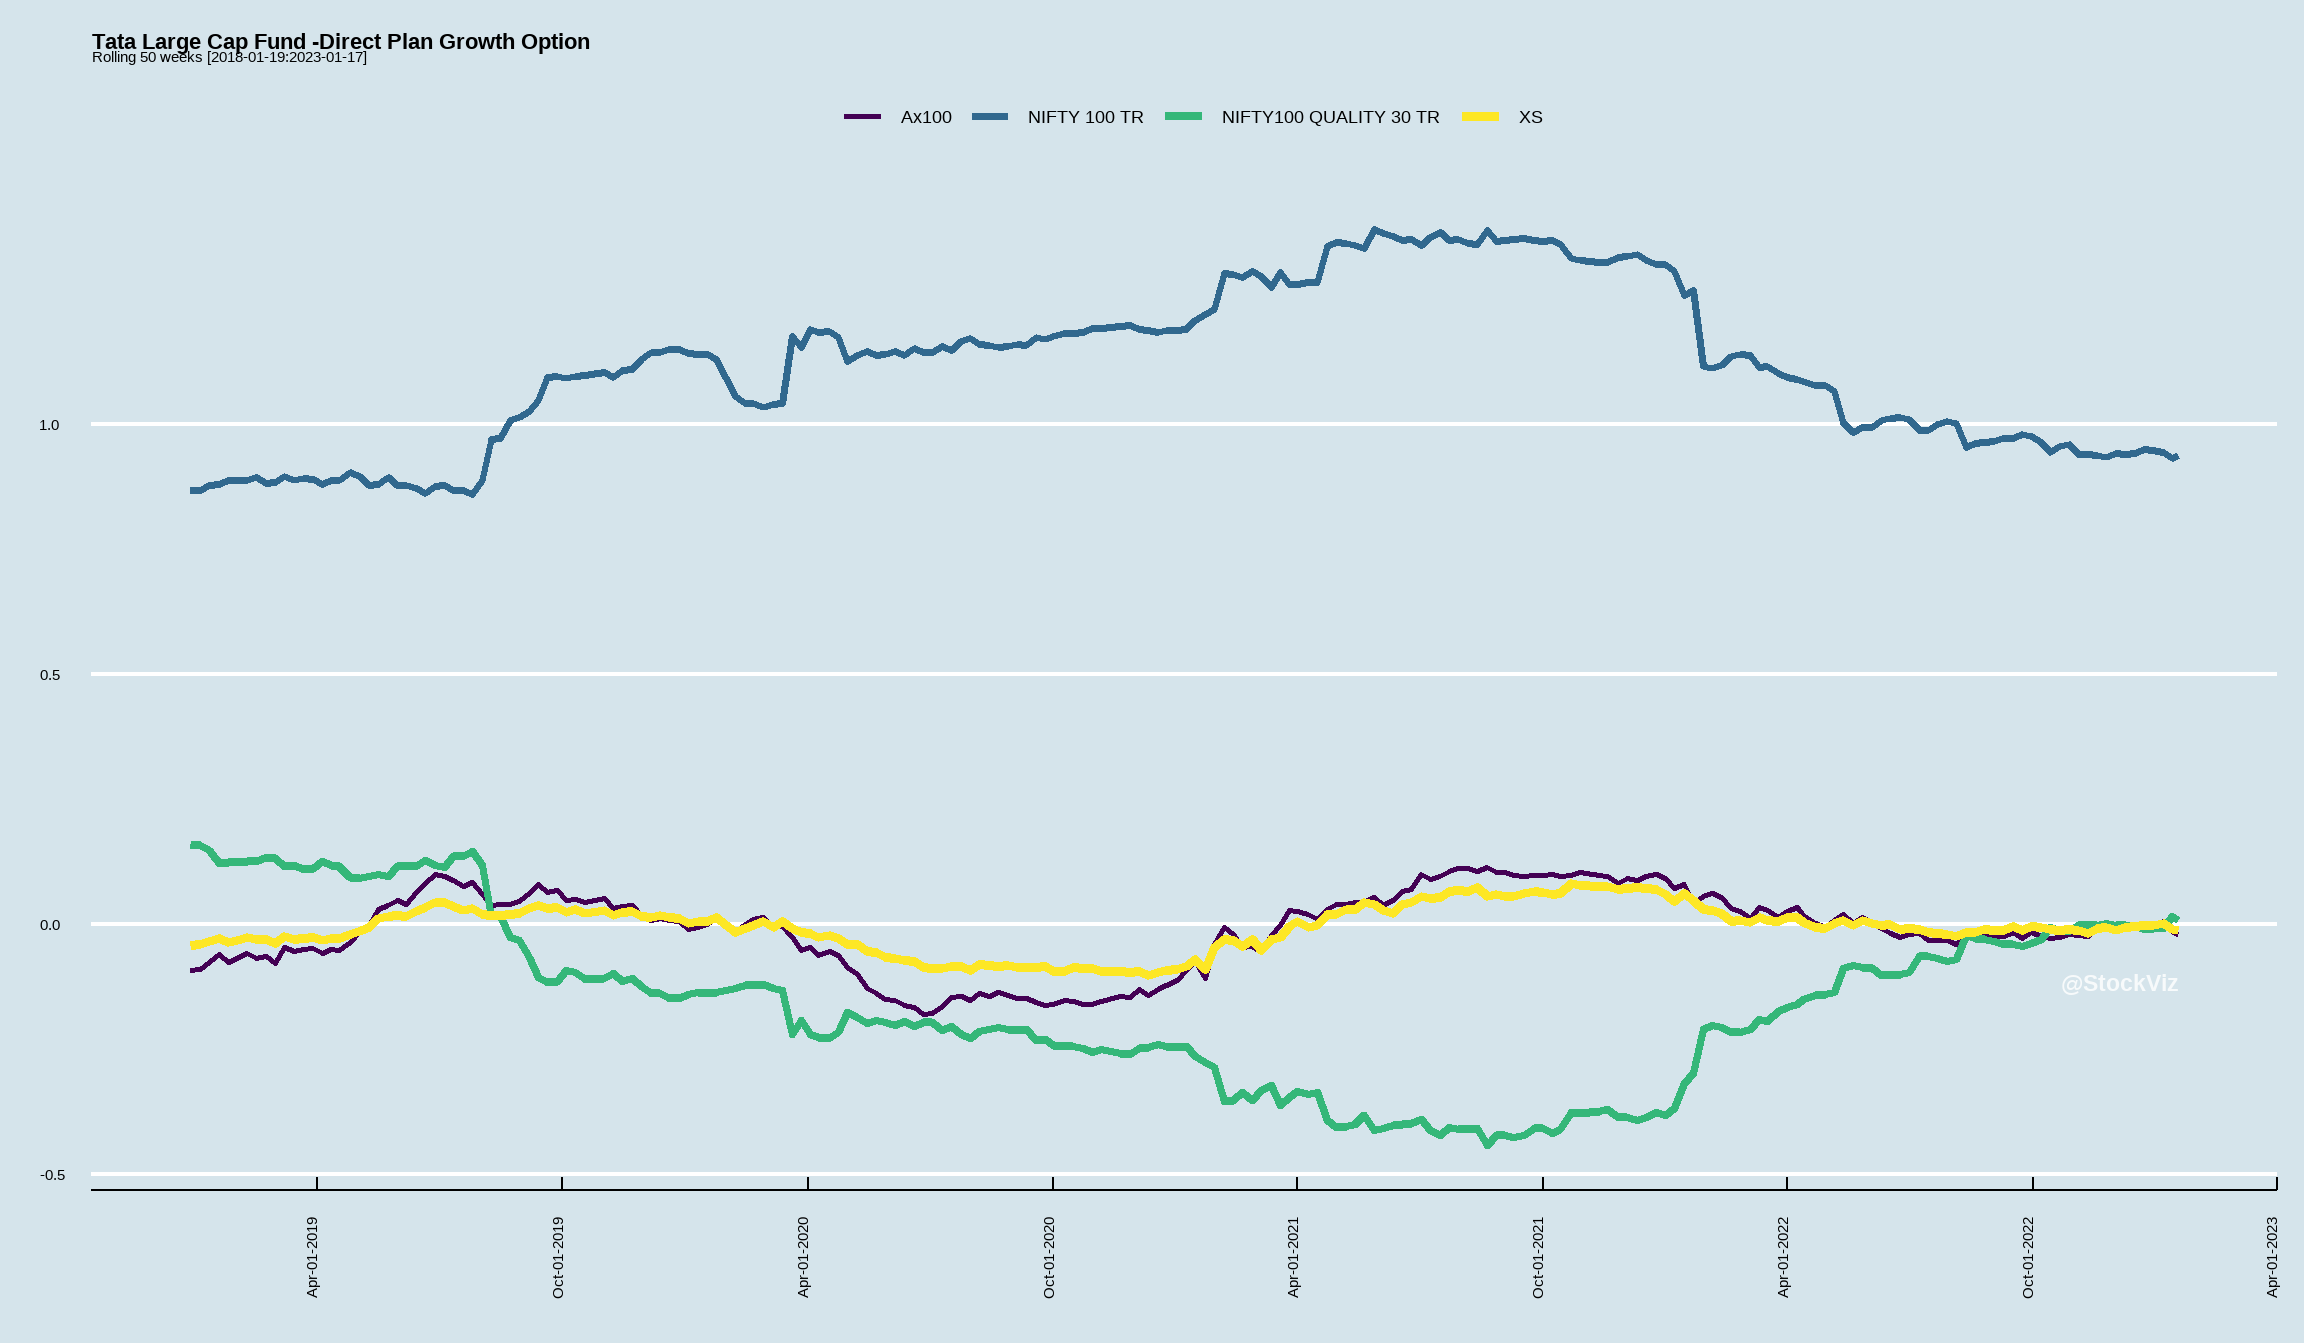 Tata Large Cap Fund -Direct Plan Growth Option
Rolling 50 weeks [2018-01-19:2023-01-17]
Ax100 NIFTY 100 TR NIFTY100 QUALITY 30 TR XS
1.0
0.5
0.0
-0.5
@StockViz
Apr-01-2019 Oct-01-2019 Apr-01-2020 Oct-01-2020 Apr-01-2021 Oct-01-2021 Apr-01-2022 Oct-01-2022 Apr-01-2023